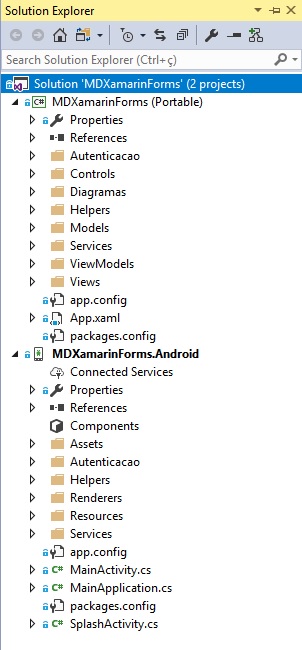 Solution Explorer
Search Solution Explorer (Ctrl+ç)
Solution 'MDXamarinForms' (2 projects)
C# MDXamarinForms (Portable)
Properties
References
Autenticacao
Controls
Diagramas
Helpers
Models
Services
ViewModels
Views
app.config
App.xaml
packages.config
MDXamarinForms.Android
Connected Services
Properties
References
Components
Assets
Autenticacao
Helpers
Renderers
Resources
Services
app.config
C# MainActivity.cs
C# MainApplication.cs
packages.config
C# SplashActivity.cs